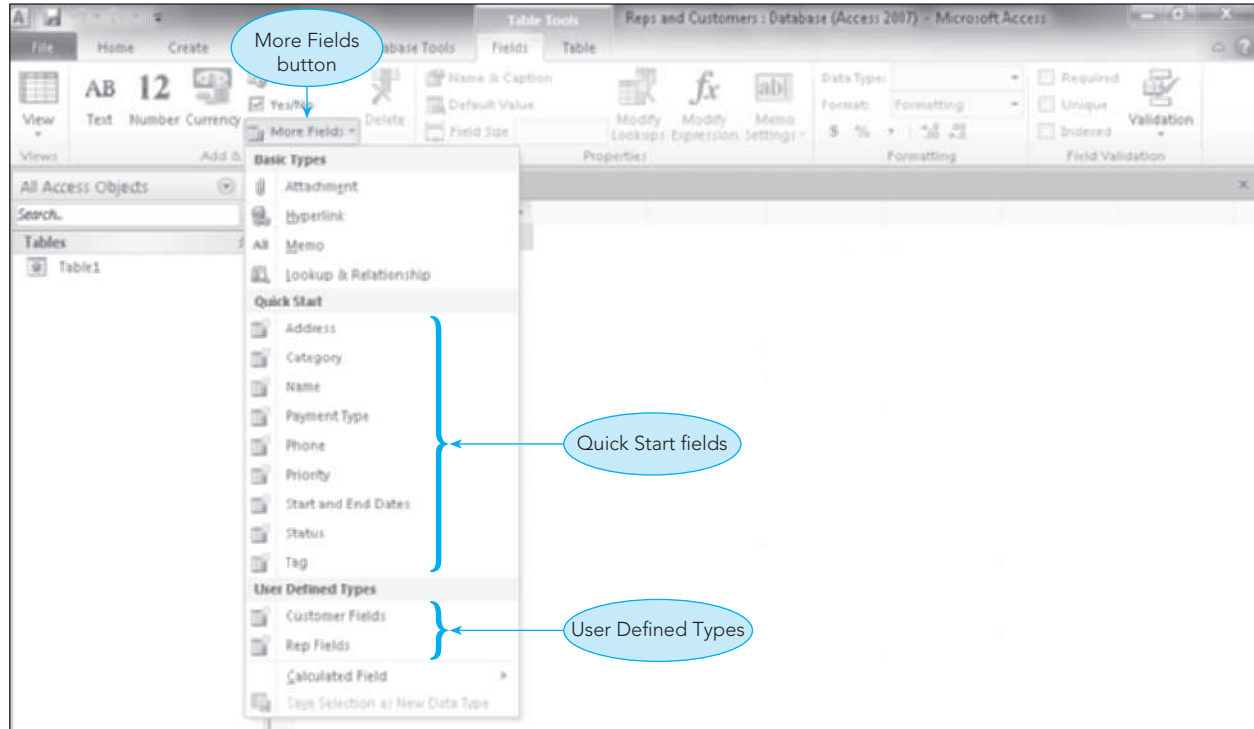 Table Tools
Reps and Customers : Database (Access 2007) - Microsoft Access
File Home Create abase Tools Fields Table
More Fields
button
View
AB
Text
12
Number
Currency
Yes/No
More Fields
Delete
Name & Caption
Default Value
Field Size
Modify
Lookups
fx
Modify
Expression
ab|
Memo
Settings
Data Type:
Format: Formatting
$ % ,
Required
Unique
Indexed
Validation
Views
Add &
Properties
Formatting
Field Validation
All Access Objects
Search..
Tables
Table1
Basic Types
Attachment
Hyperlink
AB Memo
Lookup & Relationship
Quick Start
Address
Category
Name
Payment Type
Phone
Priority
Start and End Dates
Status
Tag
Quick Start fields
User Defined Types
Customer Fields
Rep Fields
User Defined Types
Calculated Field
Save Selection as New Data Type